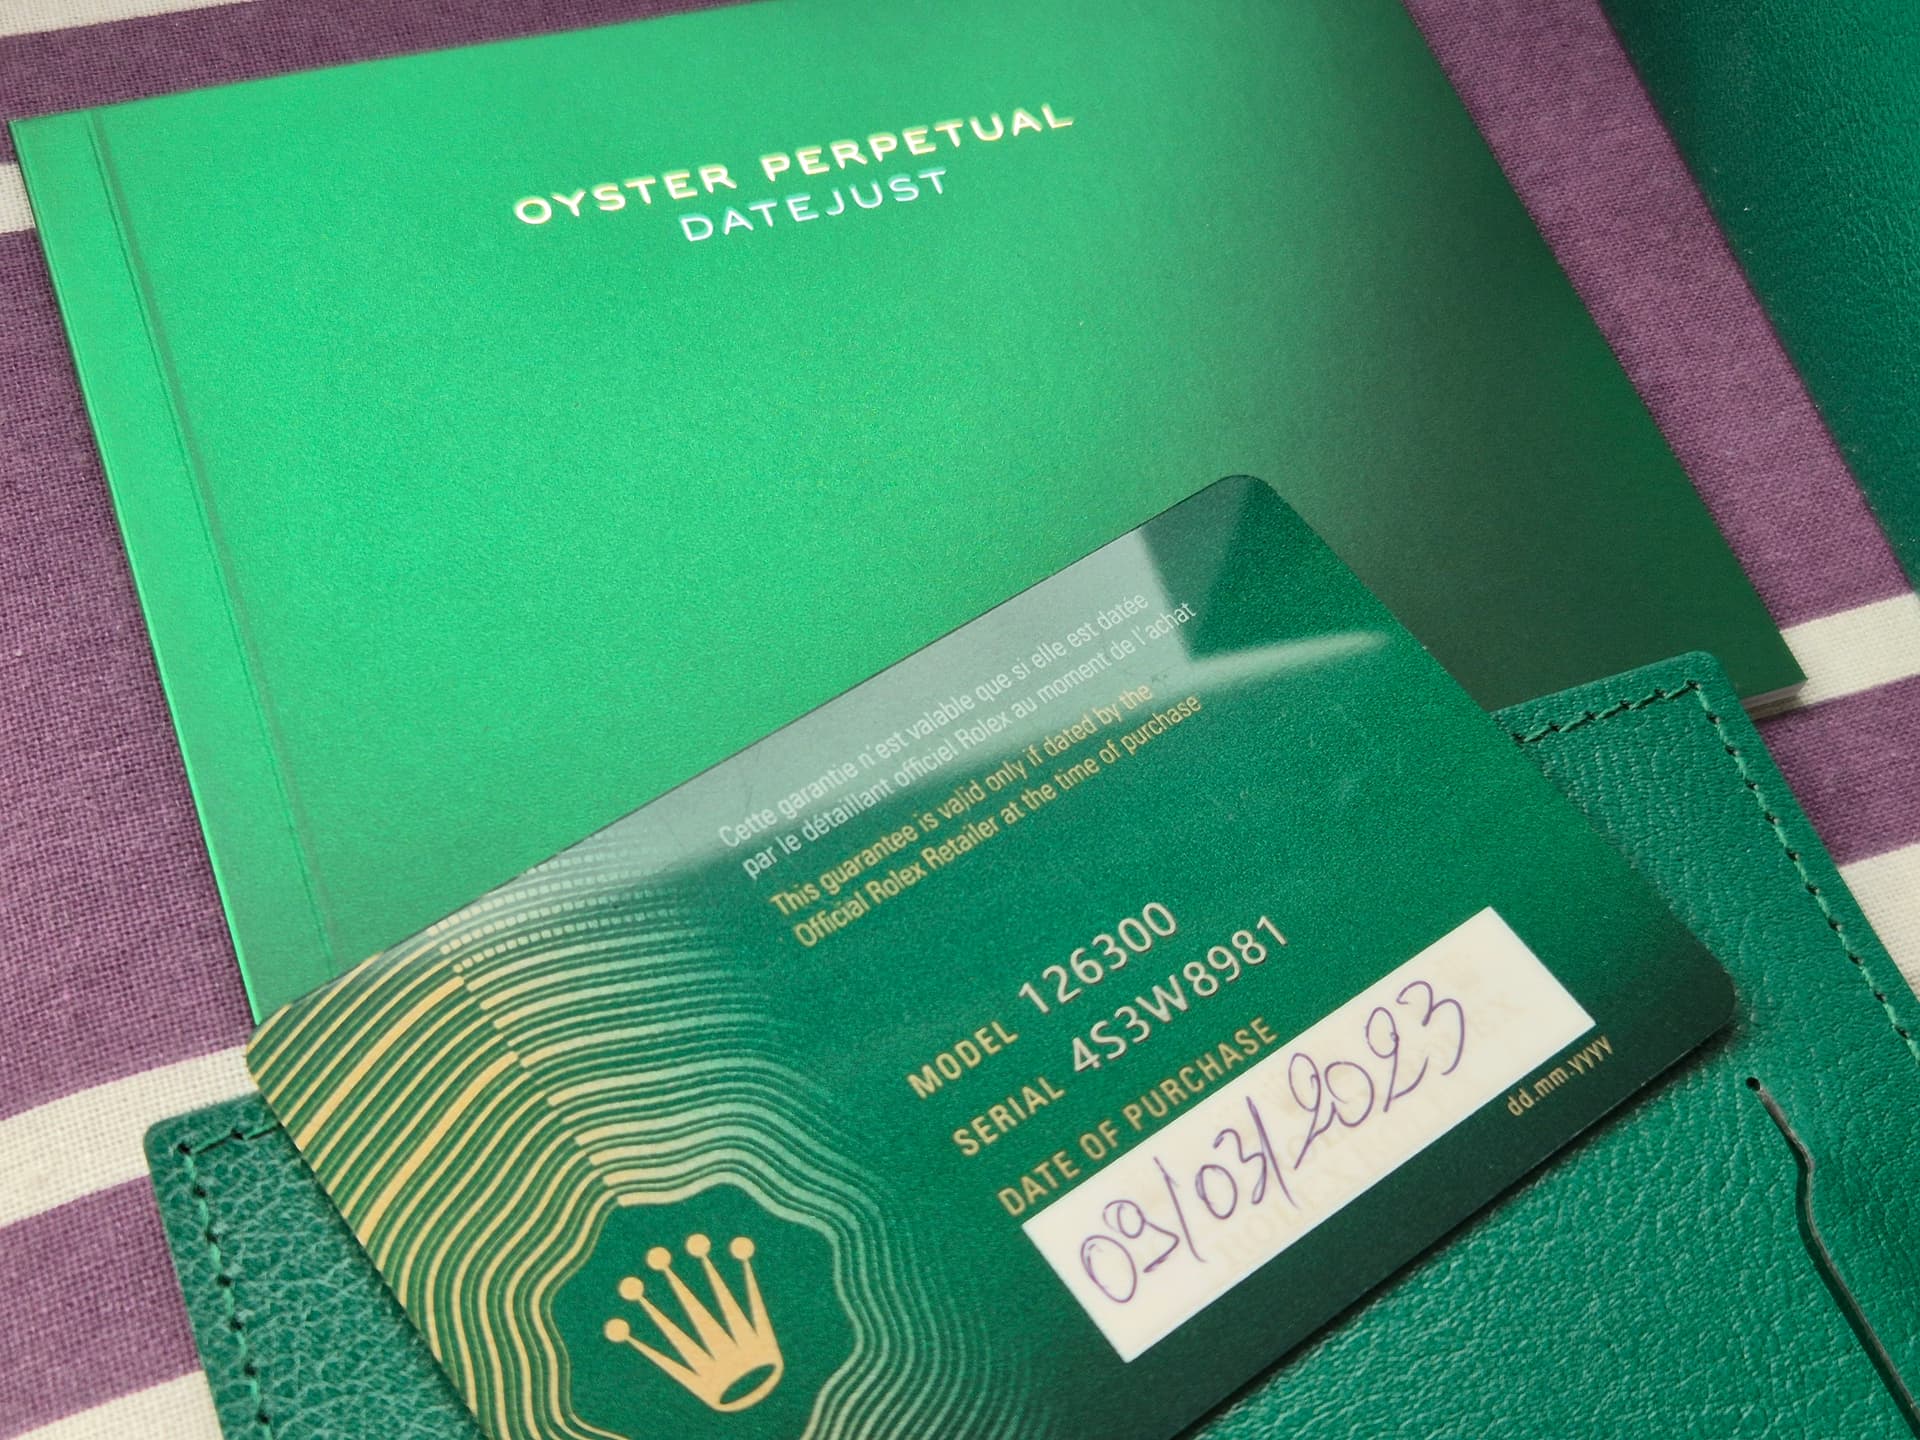 OYSTER PERPETUAL
DATEJUST
Cette garantie n'est valable que si elle est datée
par le détaillant officiel Rolex au moment de l'achat
This guarantee is valid only if dated by the
Official Rolex Retailer at the time of purchase
MODEL 126300
SERIAL 4S3W8981
DATE OF PURCHASE
09/03/2023
dd.mm.yyyy